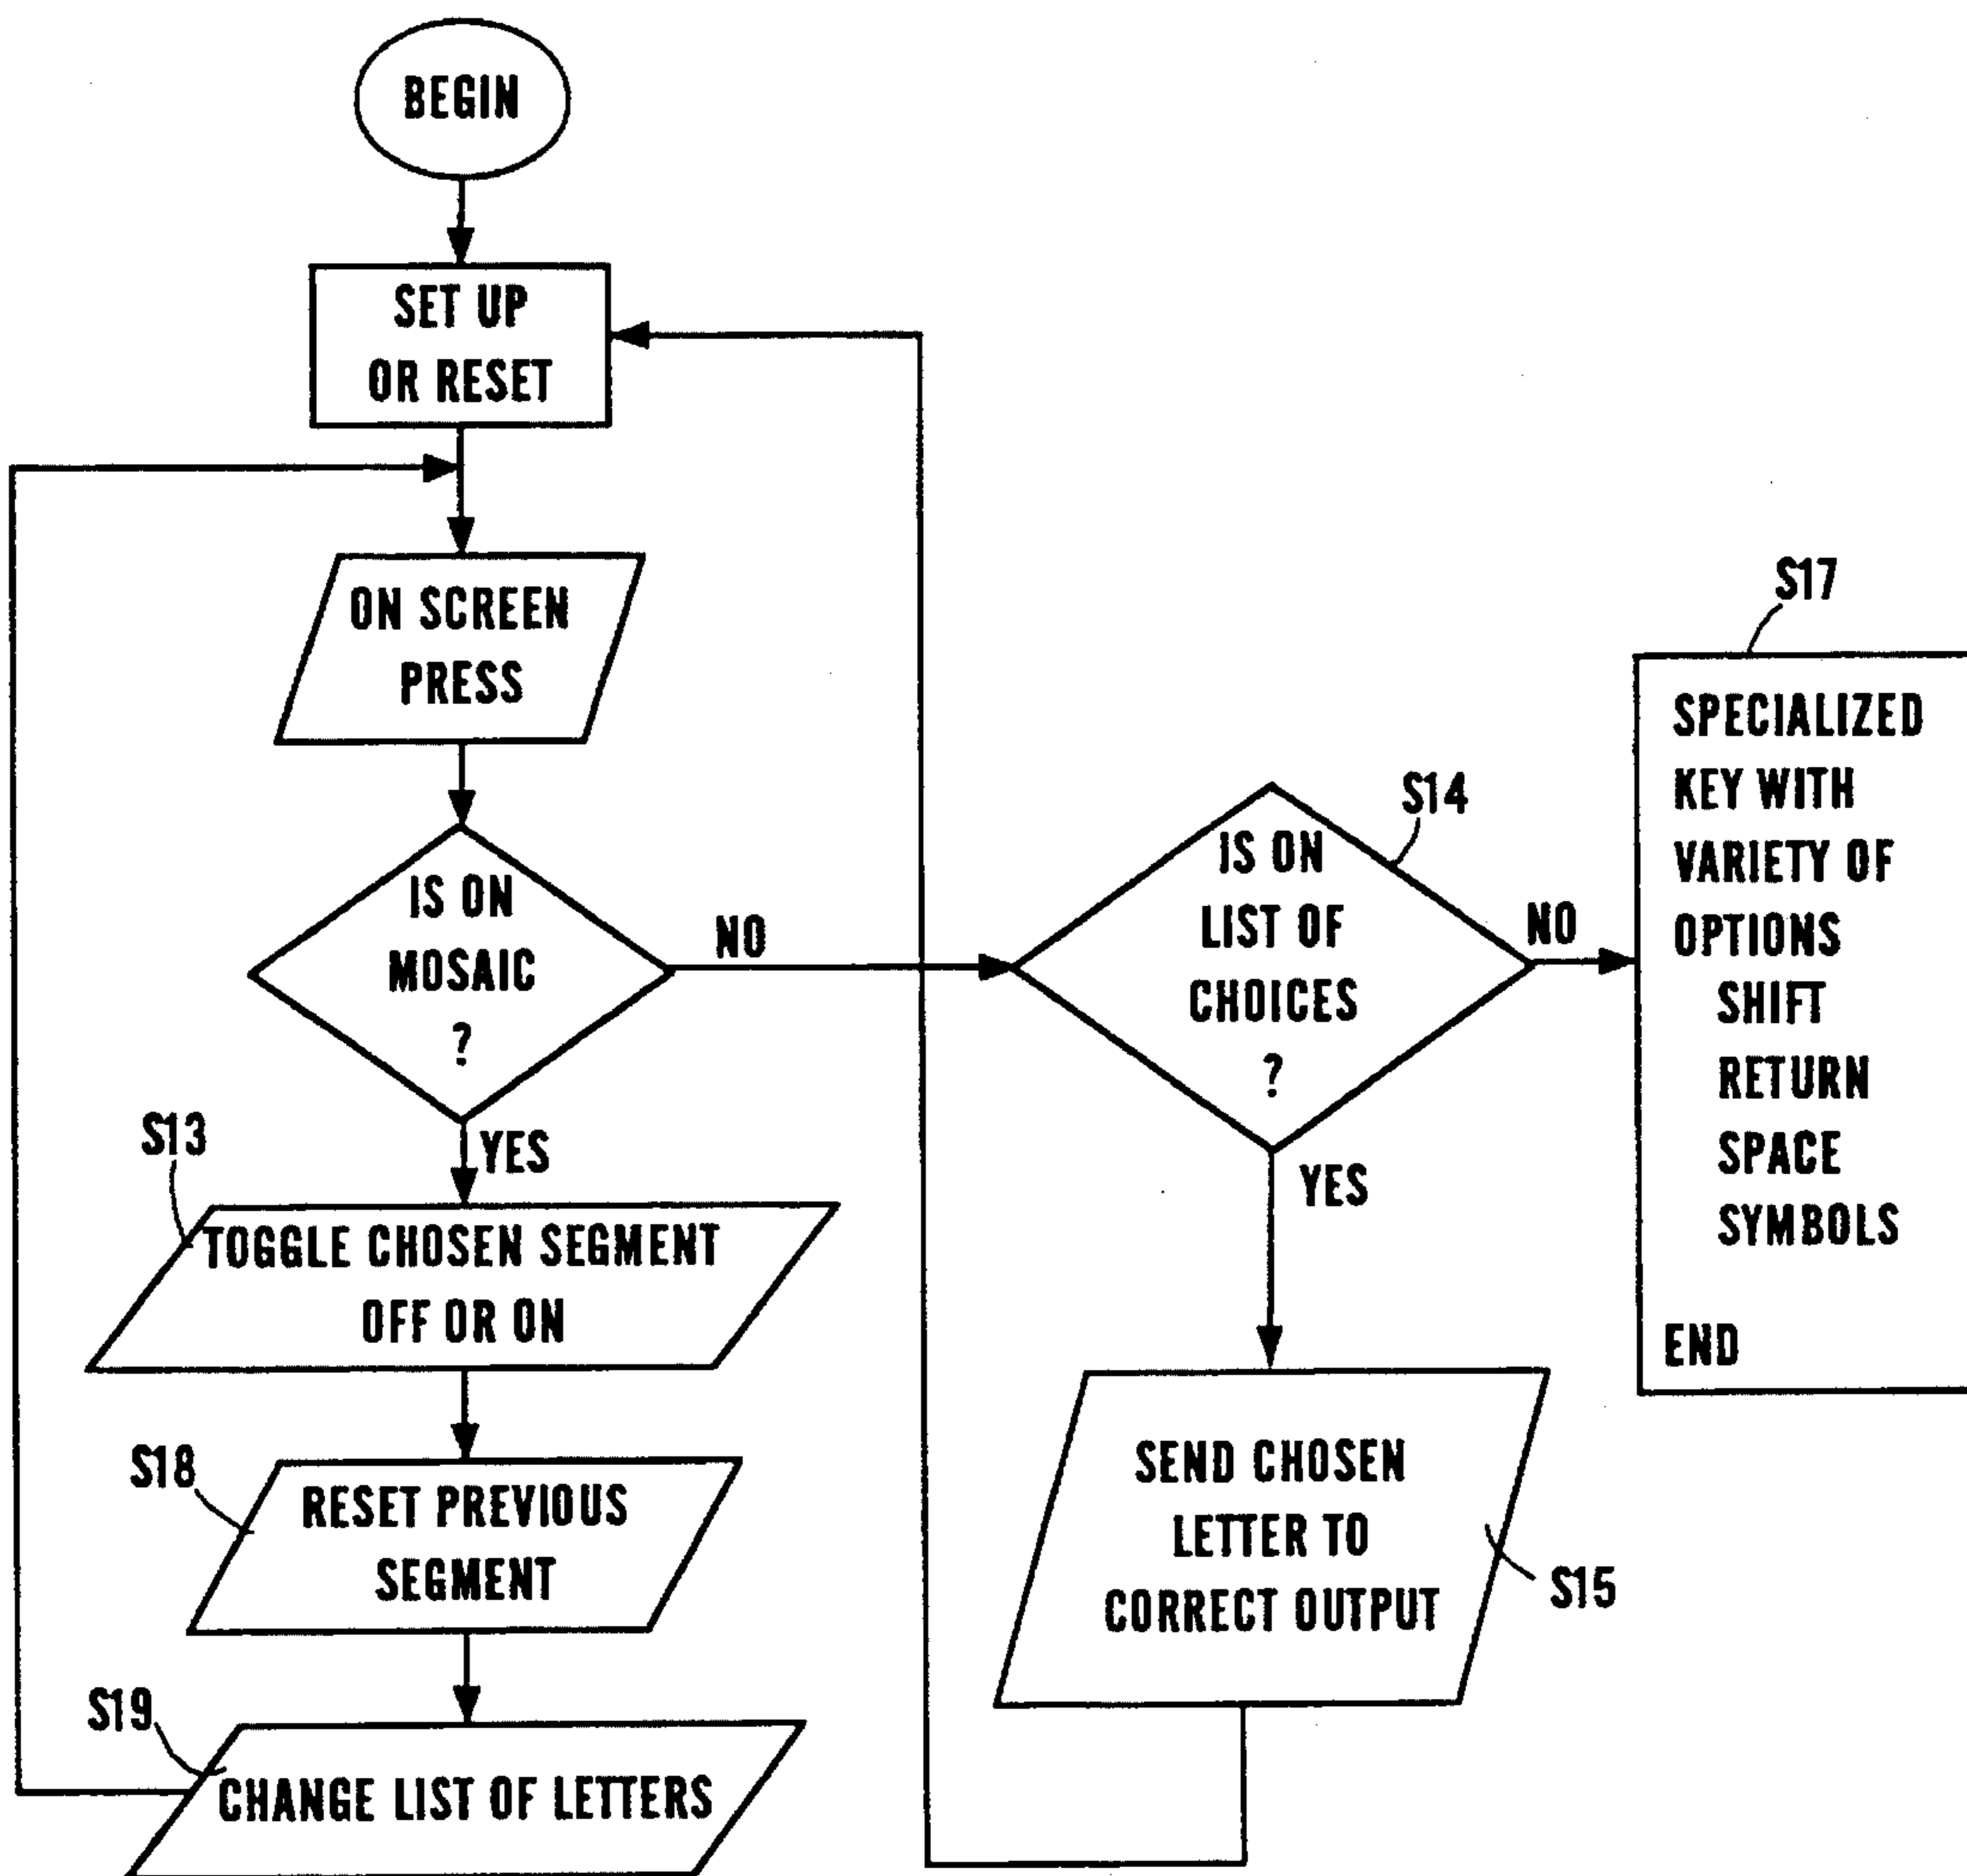 BEGIN
SET UP
OR RESET
ON SCREEN
PRESS
IS ON
MOSAIC
?
NO
YES
S13
TOGGLE CHOSEN SEGMENT
OFF OR ON
S18
RESET PREVIOUS
SEGMENT
S19
CHANGE LIST OF LETTERS
S14
IS ON
LIST OF
CHOICES
?
NO
YES
SEND CHOSEN
LETTER TO
CORRECT OUTPUT
S15
S17
SPECIALIZED
KEY WITH
VARIETY OF
OPTIONS
SHIFT
RETURN
SPACE
SYMBOLS
END